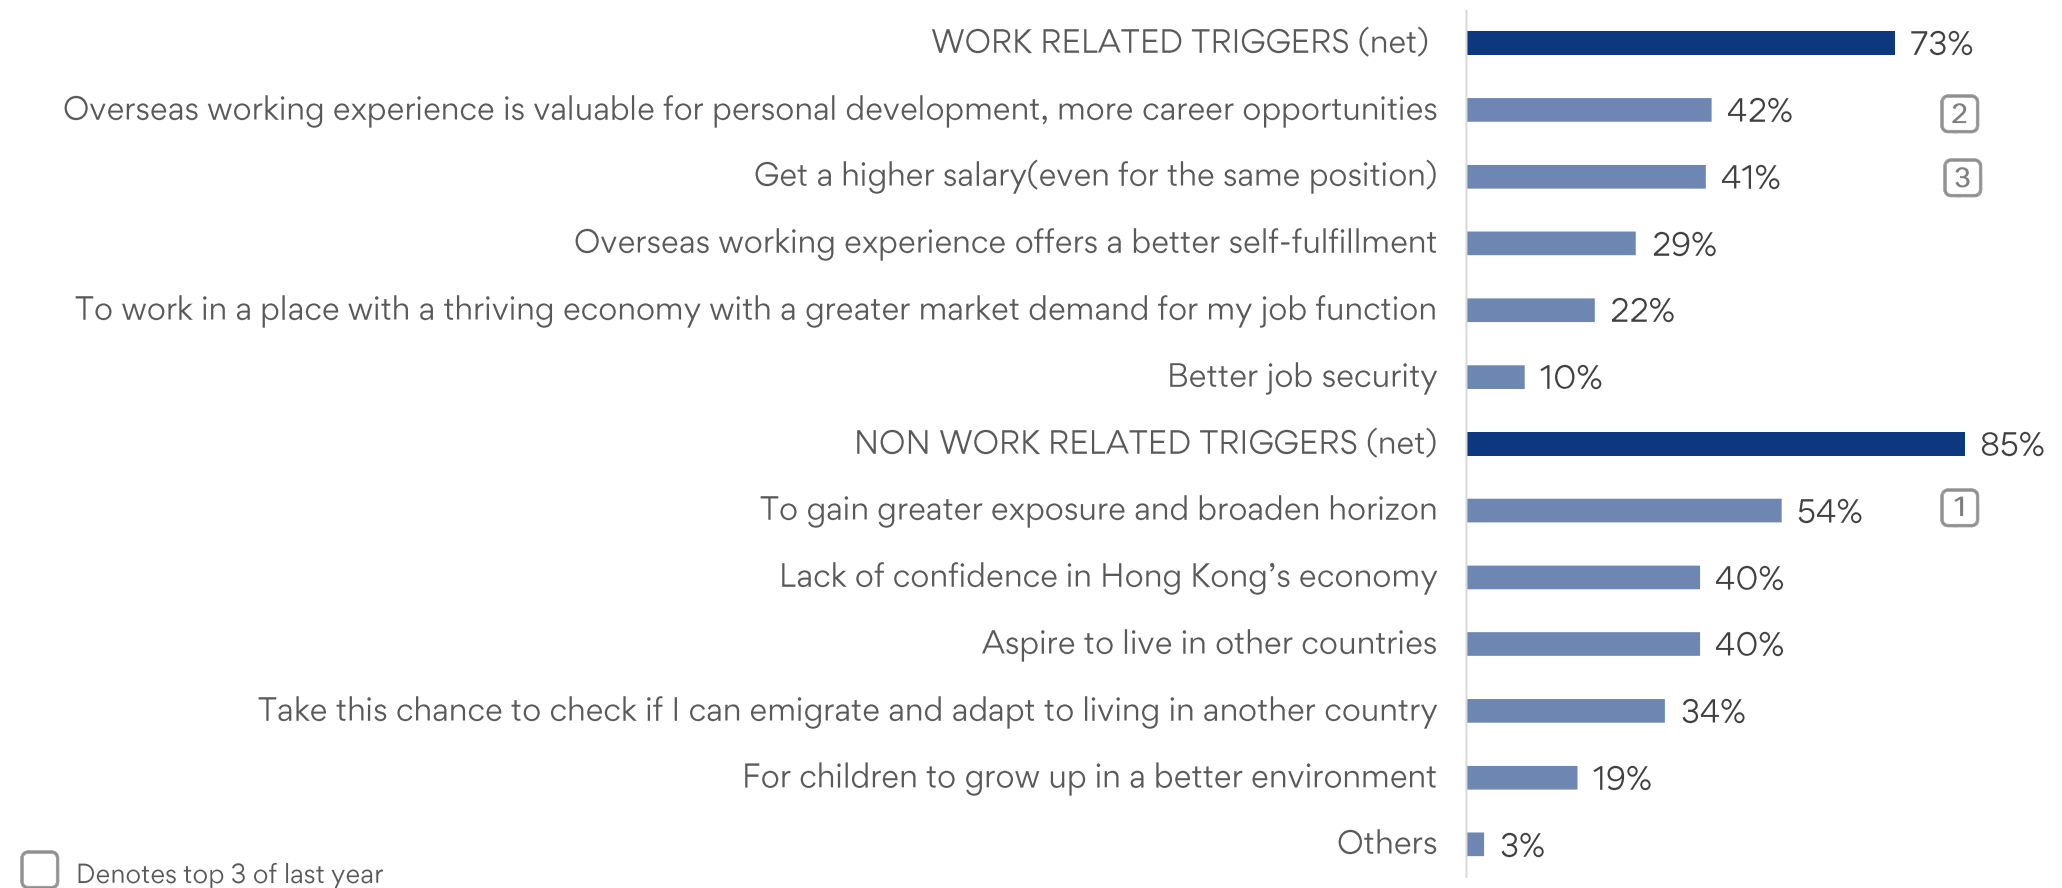 WORK RELATED TRIGGERS (net) 73%
Overseas working experience is valuable for personal development, more career opportunities 42% 2
Get a higher salary(even for the same position) 41% 3
Overseas working experience offers a better self-fulfillment 29%
To work in a place with a thriving economy with a greater market demand for my job function 22%
Better job security 10%
NON WORK RELATED TRIGGERS (net) 85%
To gain greater exposure and broaden horizon 54% 1
Lack of confidence in Hong Kong’s economy 40%
Aspire to live in other countries 40%
Take this chance to check if I can emigrate and adapt to living in another country 34%
For children to grow up in a better environment 19%
Others 3%
Denotes top 3 of last year